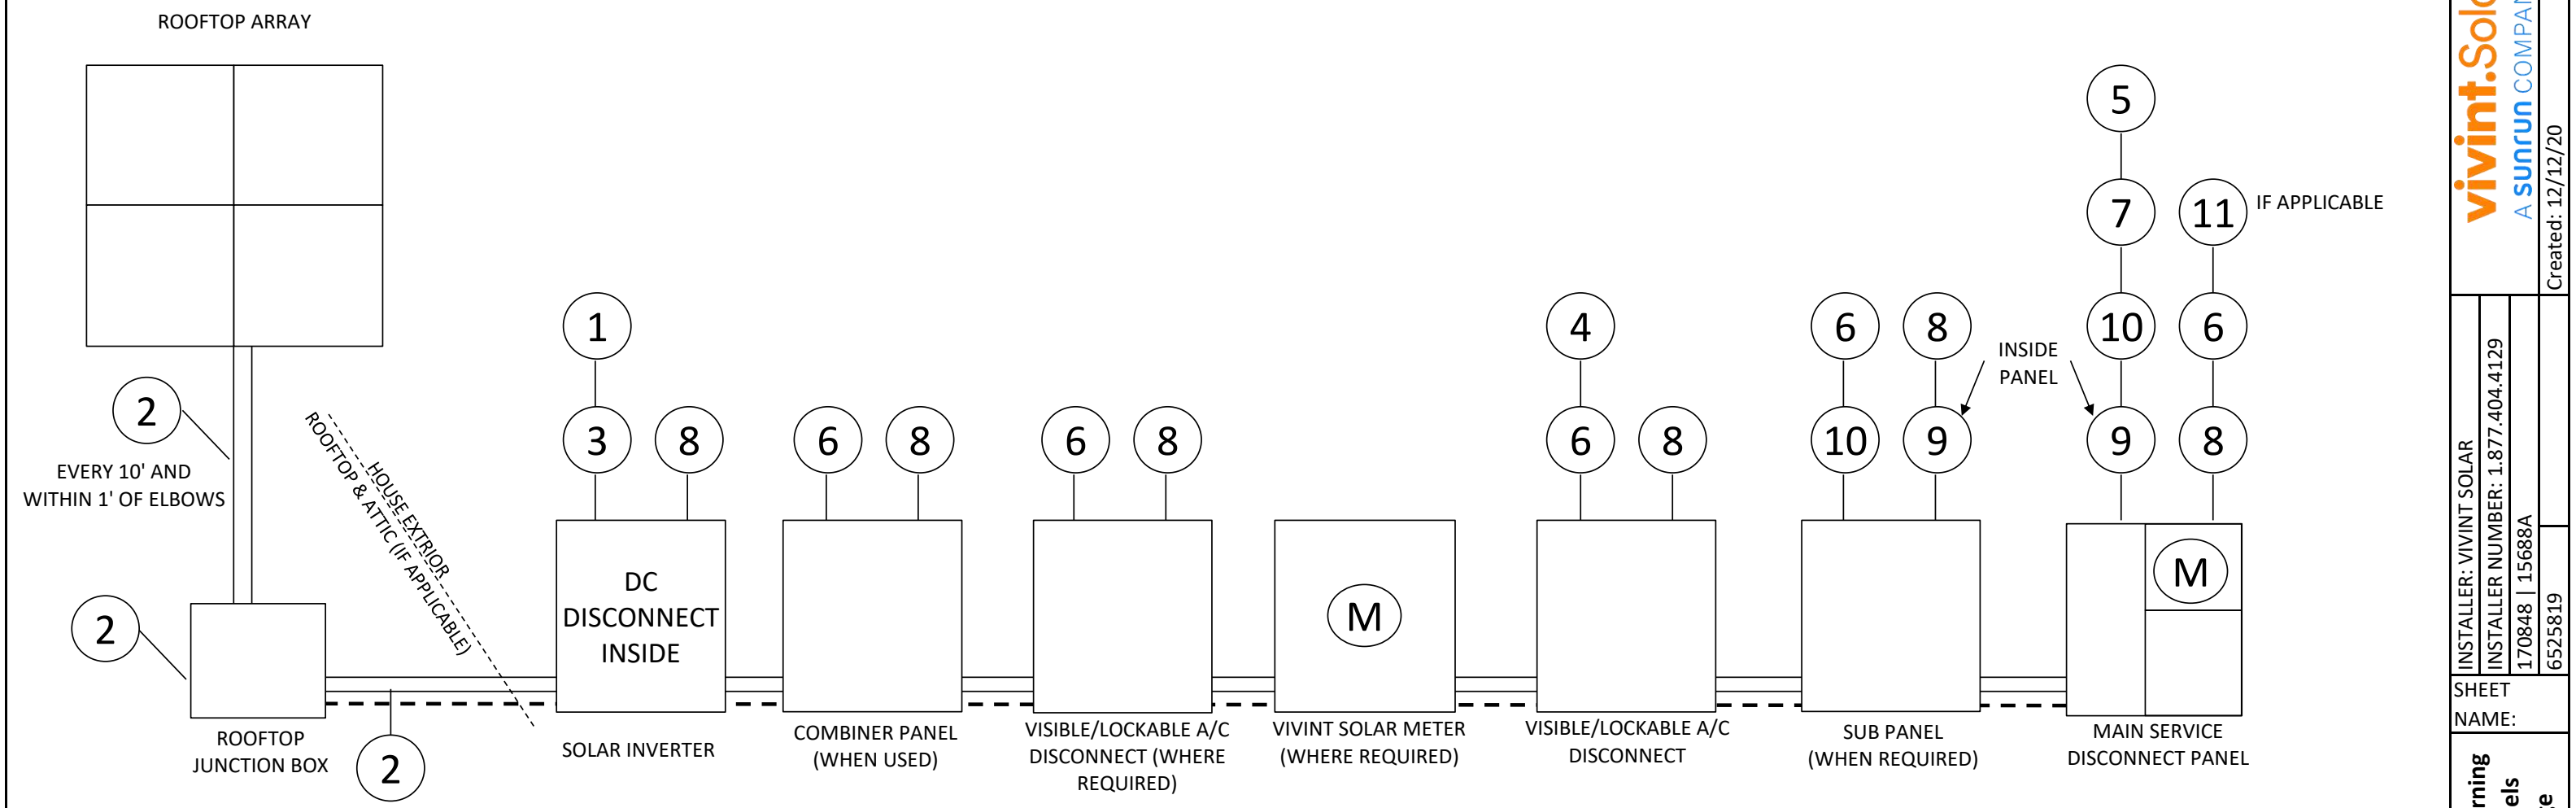 ROOFTOP ARRAY
2
EVERY 10' AND
WITHIN 1' OF ELBOWS
2
ROOFTOP
JUNCTION BOX
2
HOUSE EXTRIOR
ROOFTOP & ATTIC (IF APPLICABLE)
1
3
8
DC
DISCONNECT
INSIDE
SOLAR INVERTER
6
8
COMBINER PANEL
(WHEN USED)
6
8
VISIBLE/LOCKABLE A/C
DISCONNECT (WHERE
REQUIRED)
M
VIVINT SOLAR METER
(WHERE REQUIRED)
4
6
8
VISIBLE/LOCKABLE A/C
DISCONNECT
6
8
10
9
SUB PANEL
(WHEN REQUIRED)
INSIDE
PANEL
5
7
11
IF APPLICABLE
10
6
9
8
M
MAIN SERVICE
DISCONNECT PANEL
vivint.Sola
A sunrun COMPAN
Created: 12/12/20
INSTALLER: VIVINT SOLAR
INSTALLER NUMBER: 1.877.404.4129
170848 | 15688A
6525819
SHEET
NAME:
rning
els